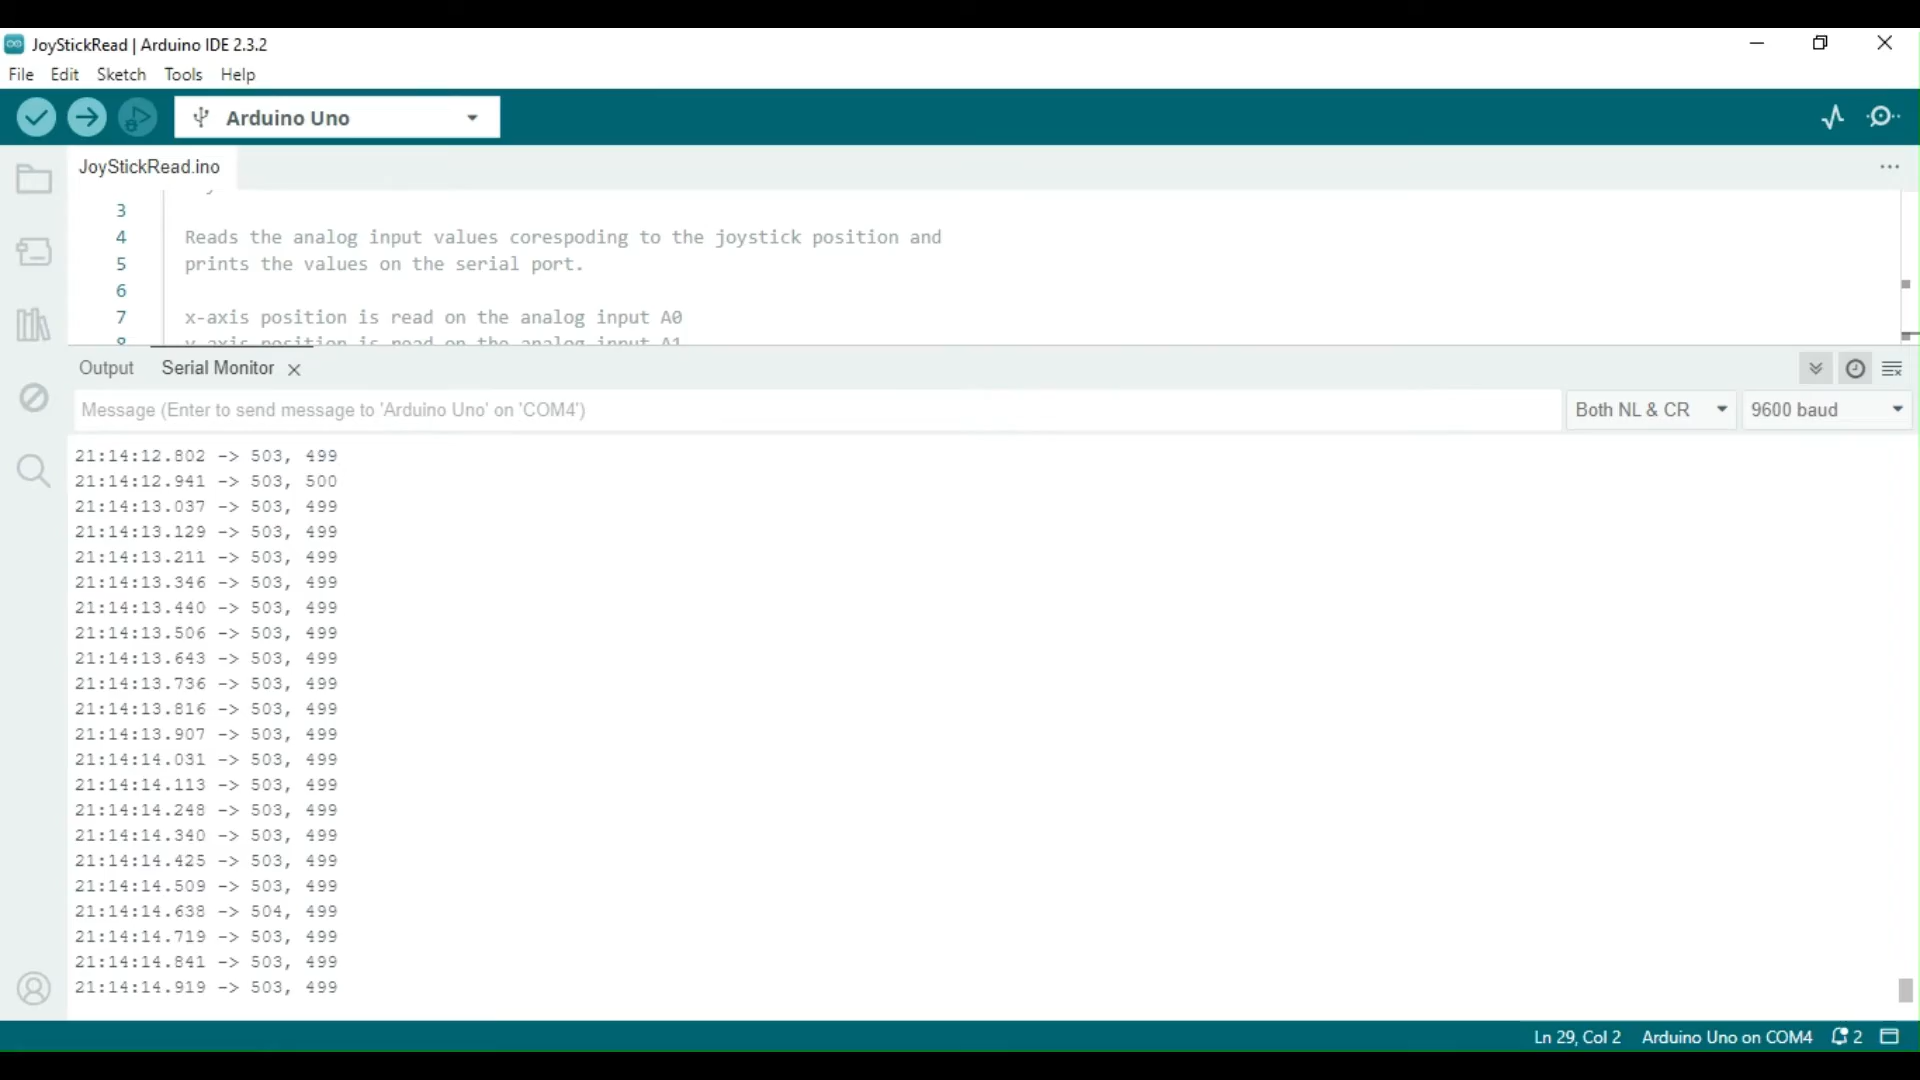 JoyStickRead | Arduino IDE 2.3.2
File Edit Sketch Tools Help
Arduino Uno
JoyStickRead.ino
3
4 Reads the analog input values corespoding to the joystick position and
5 prints the values on the serial port.
6
7 x-axis position is read on the analog input A0
8 y-axis position is read on the analog input A1
Output Serial Monitor
Message (Enter to send message to 'Arduino Uno' on 'COM4') Both NL & CR 9600 baud
21:14:12.802 -> 503, 499
21:14:12.941 -> 503, 500
21:14:13.037 -> 503, 499
21:14:13.129 -> 503, 499
21:14:13.211 -> 503, 499
21:14:13.346 -> 503, 499
21:14:13.440 -> 503, 499
21:14:13.506 -> 503, 499
21:14:13.643 -> 503, 499
21:14:13.736 -> 503, 499
21:14:13.816 -> 503, 499
21:14:13.907 -> 503, 499
21:14:14.031 -> 503, 499
21:14:14.113 -> 503, 499
21:14:14.248 -> 503, 499
21:14:14.340 -> 503, 499
21:14:14.425 -> 503, 499
21:14:14.509 -> 503, 499
21:14:14.638 -> 504, 499
21:14:14.719 -> 503, 499
21:14:14.841 -> 503, 499
21:14:14.919 -> 503, 499
Ln 29, Col 2 Arduino Uno on COM4 2